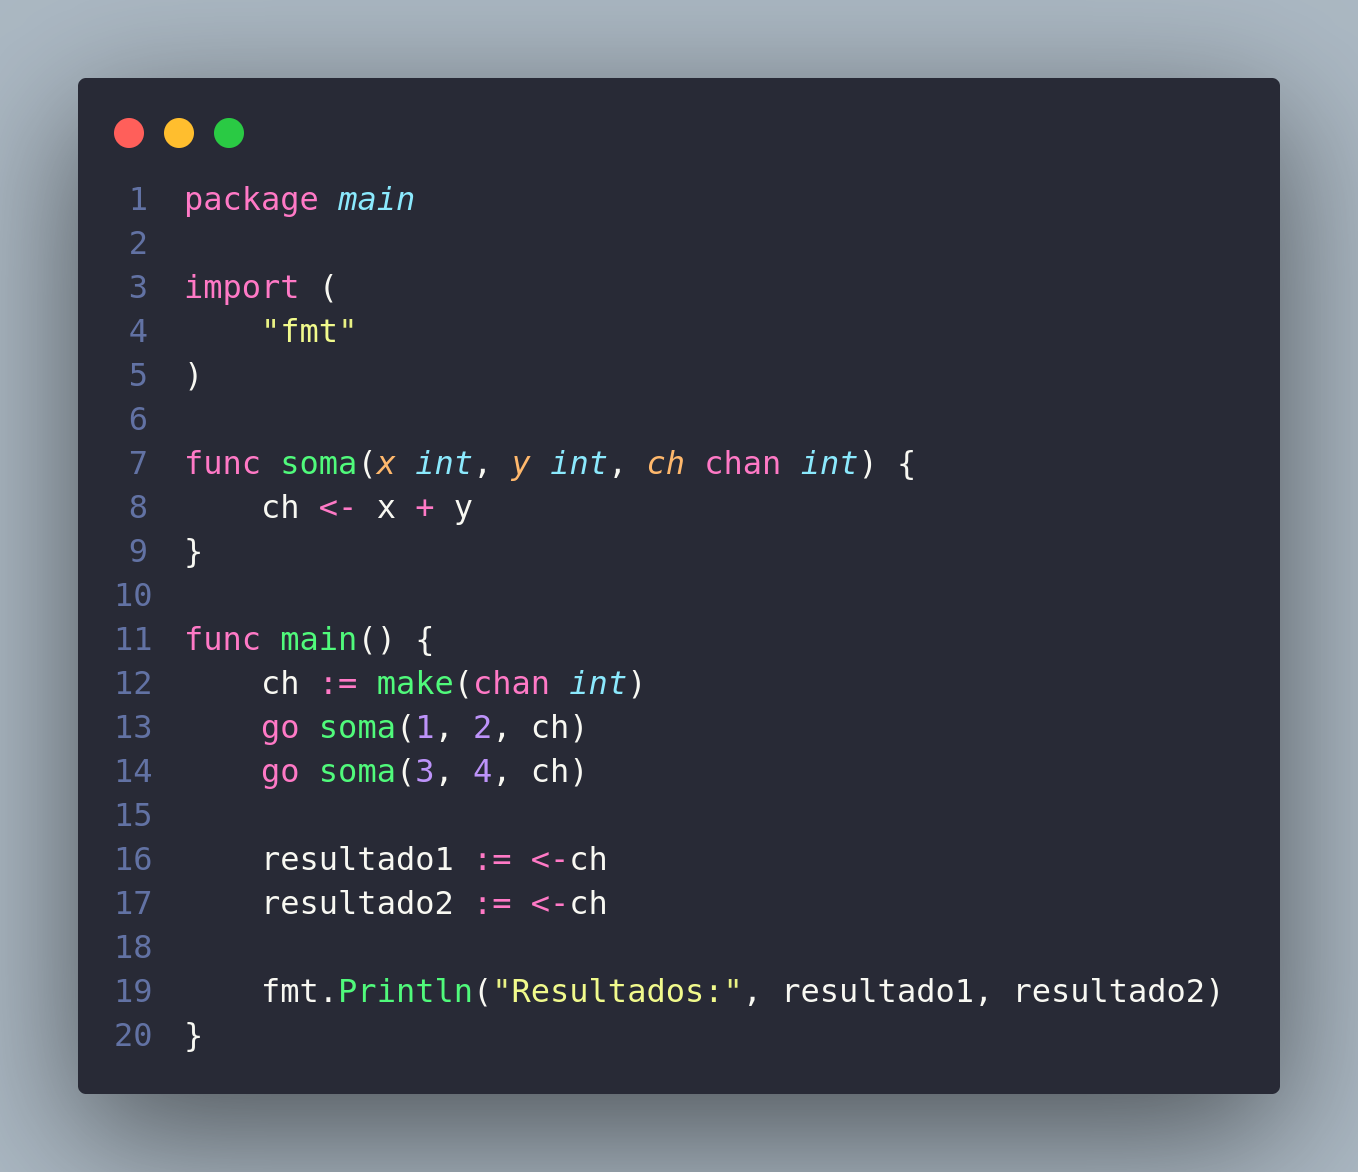 1 package main
2
3 import (
4     "fmt"
5 )
6
7 func soma(x int, y int, ch chan int) {
8     ch <- x + y
9 }
10
11 func main() {
12     ch := make(chan int)
13     go soma(1, 2, ch)
14     go soma(3, 4, ch)
15
16     resultado1 := <-ch
17     resultado2 := <-ch
18
19     fmt.Println("Resultados:", resultado1, resultado2)
20 }